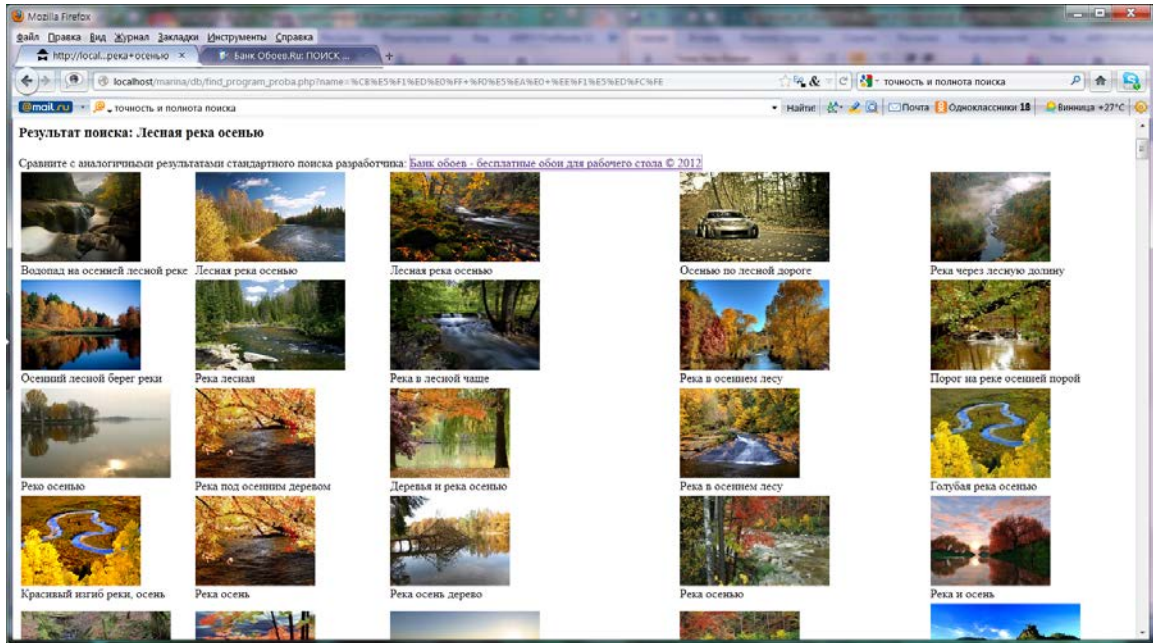 Mozilla Firefox
Файл Правка Вид Журнал Закладки Инструменты Справка
http://local...река+осенью × Банк Обоев.Ru: ПОИСК ... +
localhost/marina/db/find_program_proba.php?name=%CB%E5%F1%ED%E0%FF+%F0%E5%EA%E0+%EE%F1%E5%ED%FC%FE точность и полнота поиска
@mail.ru точность и полнота поиска Найти! Почта Одноклассники 18 Винница +27°C
Результат поиска: Лесная река осенью
Сравните с аналогичными результатами стандартного поиска разработчика: Банк обоев - бесплатные обои для рабочего стола © 2012
Водопад на осенней лесной реке Лесная река осенью Лесная река осенью Осенью по лесной дороге Река через лесную долину
Осенний лесной берег реки Река лесная Река в лесной чаще Река в осеннем лесу Порог на реке осенней порой
Реко осенью Река под осенним деревом Деревья и река осенью Река в осеннем лесу Голубая река осенью
Красивый изгиб реки, осень Река осень Река осень дерево Река осенью Река и осень